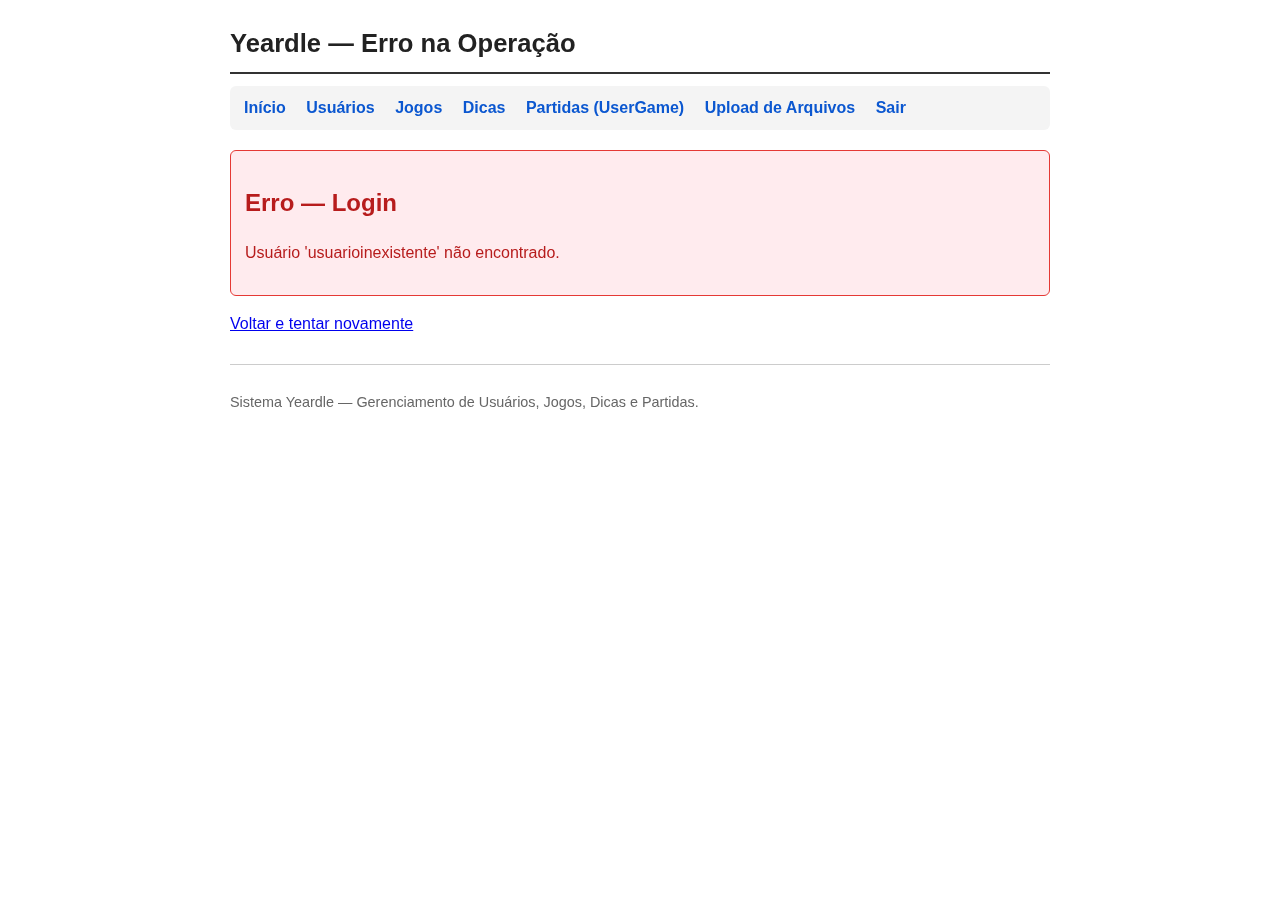 Yeardle — Erro na Operação
Início Usuários Jogos Dicas Partidas (UserGame) Upload de Arquivos Sair
Erro — Login
Usuário 'usuarioinexistente' não encontrado.
Voltar e tentar novamente
Sistema Yeardle — Gerenciamento de Usuários, Jogos, Dicas e Partidas.